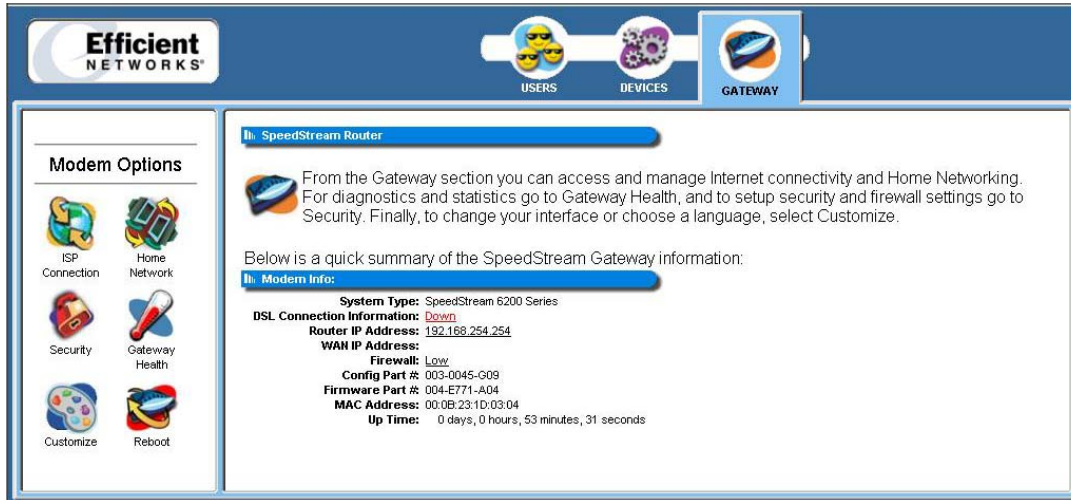 Efficient
NETWORKS®
USERS
DEVICES
GATEWAY
Modem Options
ISP Connection
Home Network
Security
Gateway Health
Customize
Reboot
SpeedStream Router
From the Gateway section you can access and manage Internet connectivity and Home Networking.
For diagnostics and statistics go to Gateway Health, and to setup security and firewall settings go to
Security. Finally, to change your interface or choose a language, select Customize.
Below is a quick summary of the SpeedStream Gateway information:
Modem Info:
System Type: SpeedStream 6200 Series
DSL Connection Information: Down
Router IP Address: 192.168.254.254
WAN IP Address:
Firewall: Low
Config Part #: 003-0045-G09
Firmware Part #: 004-E771-A04
MAC Address: 00:0B:23:1D:03:04
Up Time: 0 days, 0 hours, 53 minutes, 31 seconds